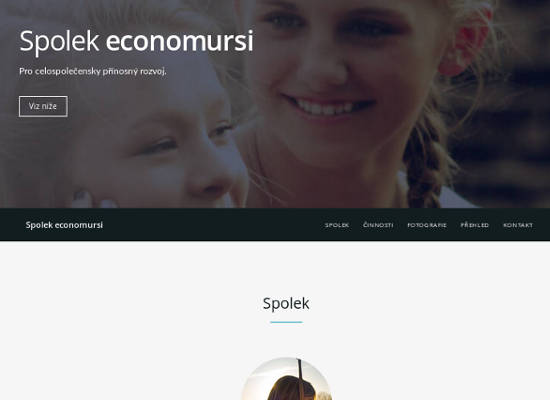 Spolek economursi
Pro celospolečensky přínosný rozvoj.
Viz níže
Spolek economursi
SPOLEK ČINNOSTI FOTOGRAFIE PŘEHLED KONTAKT
Spolek